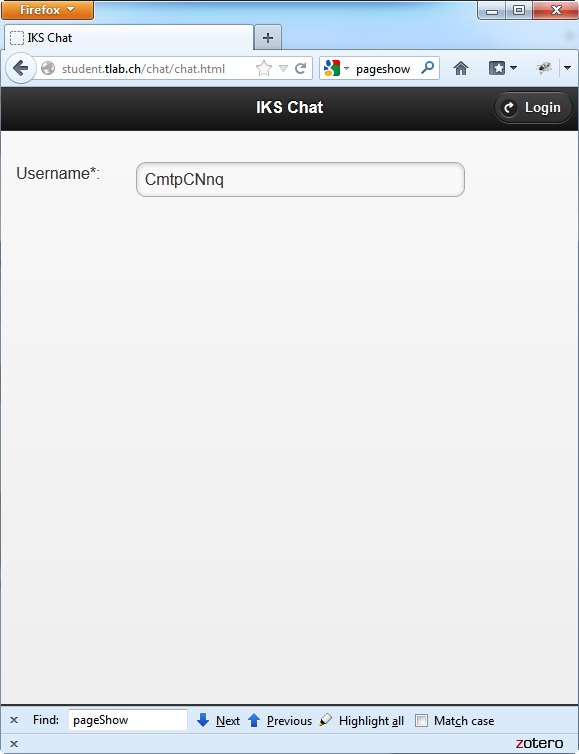 Firefox
IKS Chat
student.tlab.ch/chat/chat.html
pageshow
IKS Chat
Login
Username*:
CmtpCNnq
Find: pageShow Next Previous Highlight all Match case
zotero